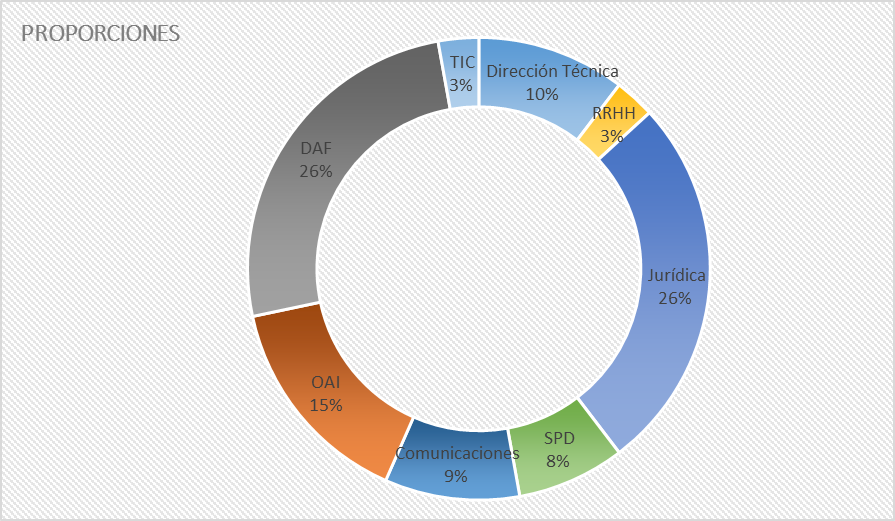 PROPORCIONES
TIC
3%
Dirección Técnica
10%
RRHH
3%
Jurídica
26%
SPD
8%
Comunicaciones
9%
OAI
15%
DAF
26%